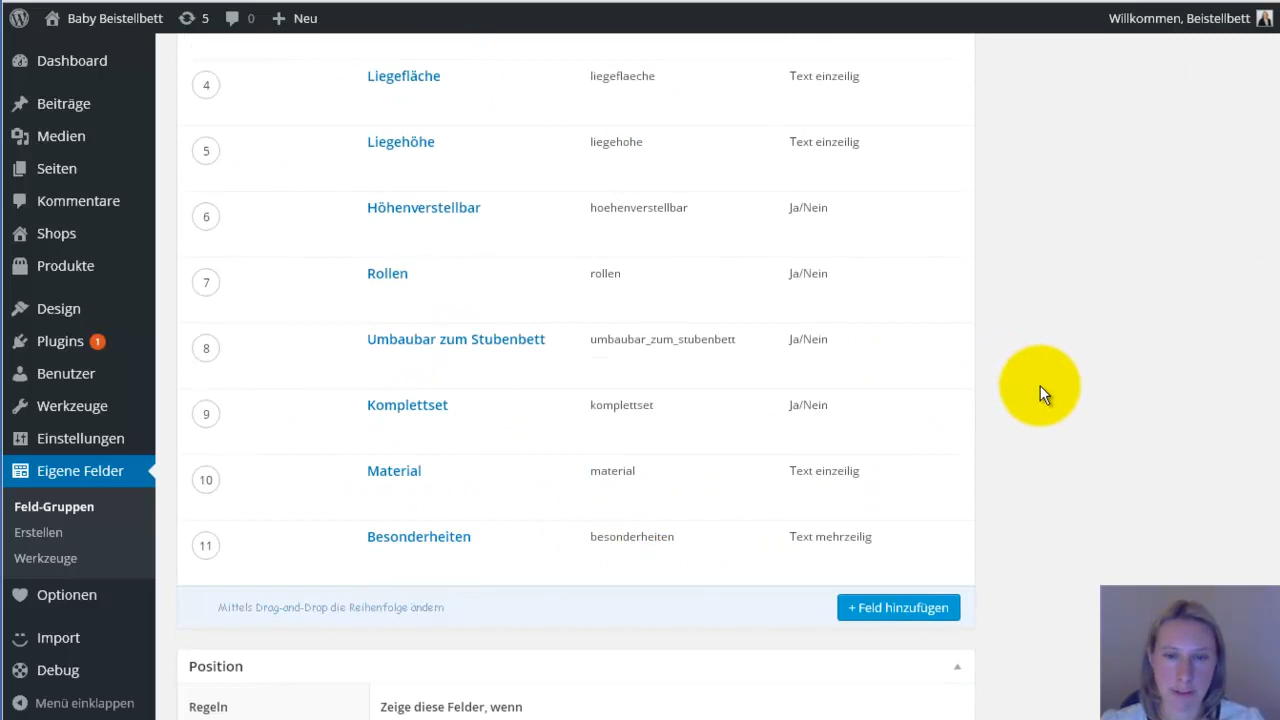 Baby Beistellbett 5 0 + Neu Willkommen, Beistellbett
Dashboard
Beiträge
Medien
Seiten
Kommentare
Shops
Produkte
Design
Plugins 1
Benutzer
Werkzeuge
Einstellungen
Eigene Felder
Feld-Gruppen
Erstellen
Werkzeuge
Optionen
Import
Debug
Menü einklappen
4 Liegefläche liegeflaeche Text einzeilig
5 Liegehöhe liegehohe Text einzeilig
6 Höhenverstellbar hoehenverstellbar Ja/Nein
7 Rollen rollen Ja/Nein
8 Umbaubar zum Stubenbett umbaubar_zum_stubenbett Ja/Nein
9 Komplettset komplettset Ja/Nein
10 Material material Text einzeilig
11 Besonderheiten besonderheiten Text mehrzeilig
Mittels Drag-and-Drop die Reihenfolge ändern + Feld hinzufügen
Position
Regeln Zeige diese Felder, wenn